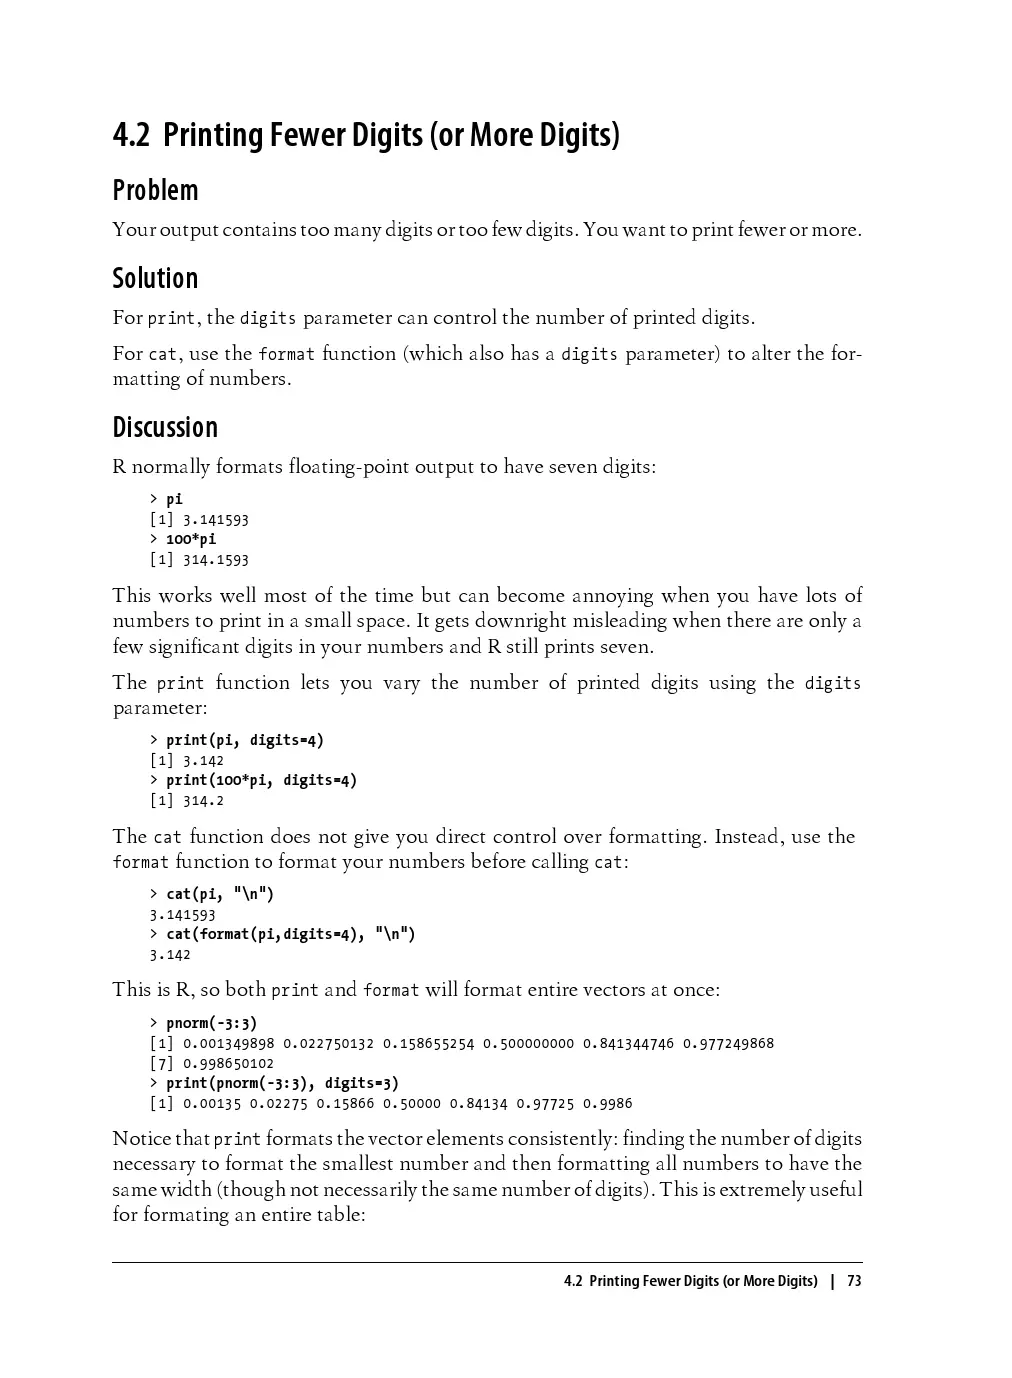 4.2 Printing Fewer Digits (or More Digits)
Problem
Your output contains too many digits or too few digits. You want to print fewer or more.
Solution
For print, the digits parameter can control the number of printed digits.
For cat, use the format function (which also has a digits parameter) to alter the for-
matting of numbers.
Discussion
R normally formats floating-point output to have seven digits:
> pi
[1] 3.141593
> 100*pi
[1] 314.1593
This works well most of the time but can become annoying when you have lots of
numbers to print in a small space. It gets downright misleading when there are only a
few significant digits in your numbers and R still prints seven.
The print function lets you vary the number of printed digits using the digits
parameter:
> print(pi, digits=4)
[1] 3.142
> print(100*pi, digits=4)
[1] 314.2
The cat function does not give you direct control over formatting. Instead, use the
format function to format your numbers before calling cat:
> cat(pi, "\n")
3.141593
> cat(format(pi,digits=4), "\n")
3.142
This is R, so both print and format will format entire vectors at once:
> pnorm(-3:3)
[1] 0.001349898 0.022750132 0.158655254 0.500000000 0.841344746 0.977249868
[7] 0.998650102
> print(pnorm(-3:3), digits=3)
[1] 0.00135 0.02275 0.15866 0.50000 0.84134 0.97725 0.9986
Notice that print formats the vector elements consistently: finding the number of digits
necessary to format the smallest number and then formatting all numbers to have the
same width (though not necessarily the same number of digits). This is extremely useful
for formating an entire table:
4.2 Printing Fewer Digits (or More Digits) | 73